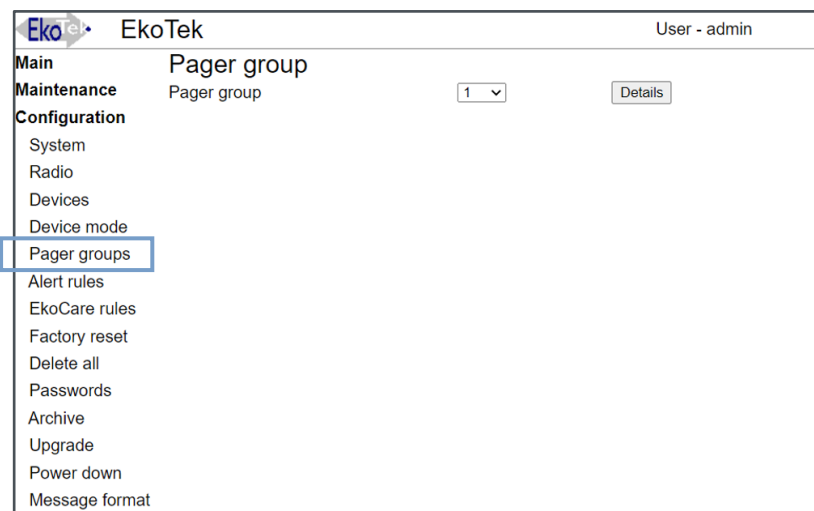 EkoTek EkoTek User - admin
Main Pager group
Maintenance Pager group 1 Details
Configuration
System
Radio
Devices
Device mode
Pager groups
Alert rules
EkoCare rules
Factory reset
Delete all
Passwords
Archive
Upgrade
Power down
Message format